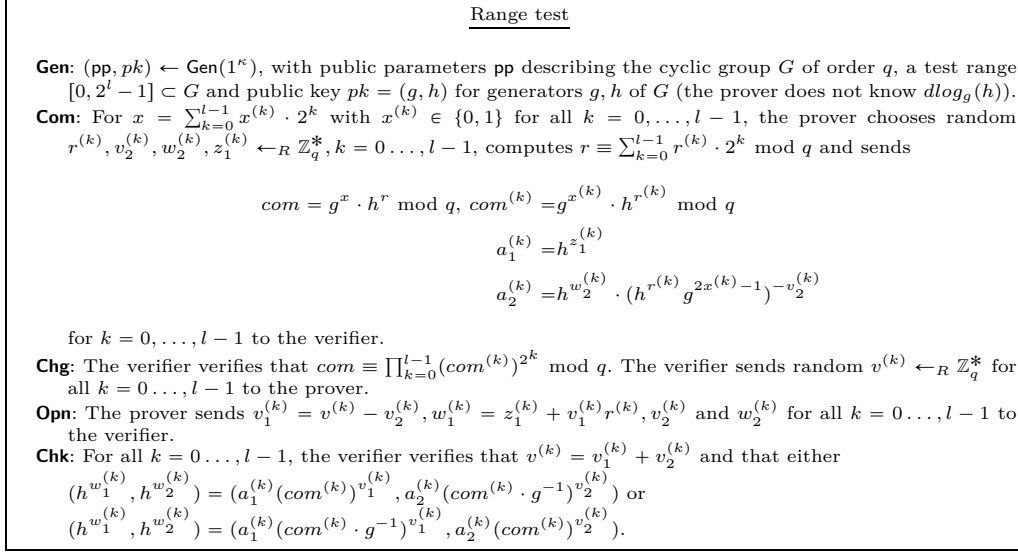 Range test
Gen: (pp, pk) ← Gen(1^κ), with public parameters pp describing the cyclic group G of order q, a test range
[0, 2^l − 1] ⊂ G and public key pk = (g, h) for generators g, h of G (the prover does not know dlog_g(h)).
Com: For x = ∑_{k=0}^{l−1} x^{(k)} · 2^k with x^{(k)} ∈ {0, 1} for all k = 0, . . . , l − 1, the prover chooses random
r^{(k)}, v_2^{(k)}, w_2^{(k)}, z_1^{(k)} ←_R ℤ_q^*, k = 0 . . . , l − 1, computes r ≡ ∑_{k=0}^{l−1} r^{(k)} · 2^k mod q and sends
com = g^x · h^r mod q, com^{(k)} =g^{x^{(k)}} · h^{r^{(k)}} mod q
a_1^{(k)} =h^{z_1^{(k)}}
a_2^{(k)} =h^{w_2^{(k)}} · (h^{r^{(k)}} g^{2x^{(k)}−1})^{−v_2^{(k)}}
for k = 0, . . . , l − 1 to the verifier.
Chg: The verifier verifies that com ≡ ∏_{k=0}^{l−1}(com^{(k)})^{2^k} mod q. The verifier sends random v^{(k)} ←_R ℤ_q^* for
all k = 0 . . . , l − 1 to the prover.
Opn: The prover sends v_1^{(k)} = v^{(k)} − v_2^{(k)}, w_1^{(k)} = z_1^{(k)} + v_1^{(k)} r^{(k)}, v_2^{(k)} and w_2^{(k)} for all k = 0 . . . , l − 1 to
the verifier.
Chk: For all k = 0 . . . , l − 1, the verifier verifies that v^{(k)} = v_1^{(k)} + v_2^{(k)} and that either
(h^{w_1^{(k)}}, h^{w_2^{(k)}}) = (a_1^{(k)}(com^{(k)})^{v_1^{(k)}}, a_2^{(k)}(com^{(k)} · g^{−1})^{v_2^{(k)}}) or
(h^{w_1^{(k)}}, h^{w_2^{(k)}}) = (a_1^{(k)}(com^{(k)} · g^{−1})^{v_1^{(k)}}, a_2^{(k)}(com^{(k)})^{v_2^{(k)}}).